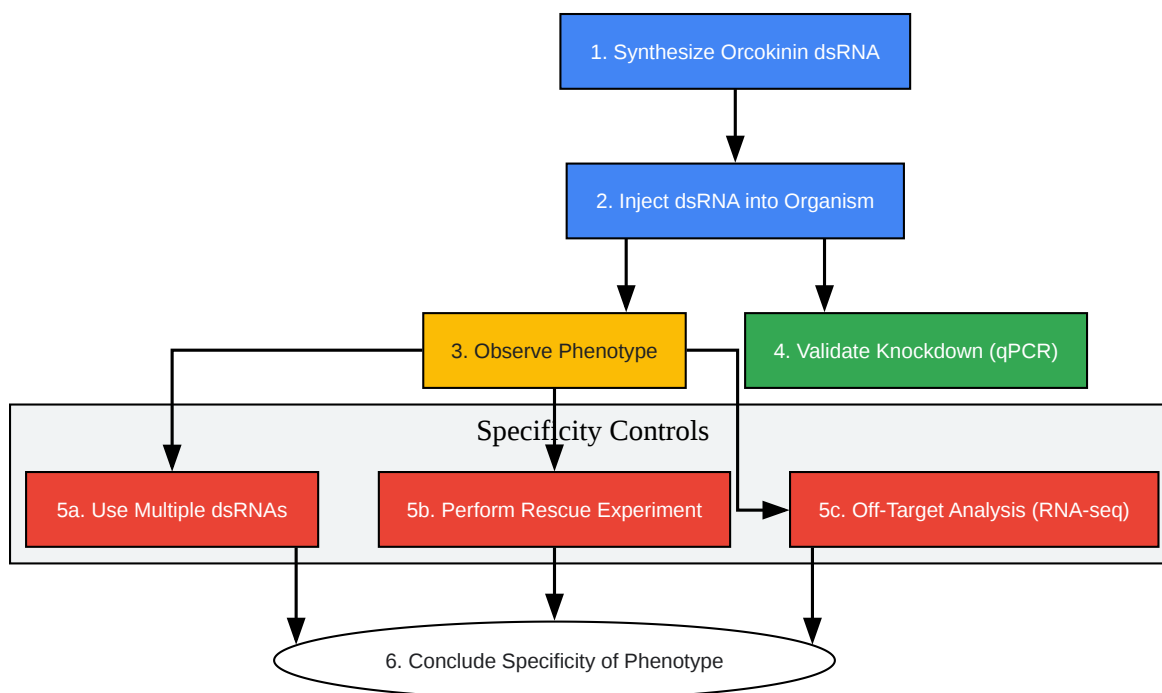 1. Synthesize Orcokinin dsRNA
2. Inject dsRNA into Organism
3. Observe Phenotype
4. Validate Knockdown (qPCR)
Specificity Controls
5a. Use Multiple dsRNAs
5b. Perform Rescue Experiment
5c. Off-Target Analysis (RNA-seq)
6. Conclude Specificity of Phenotype